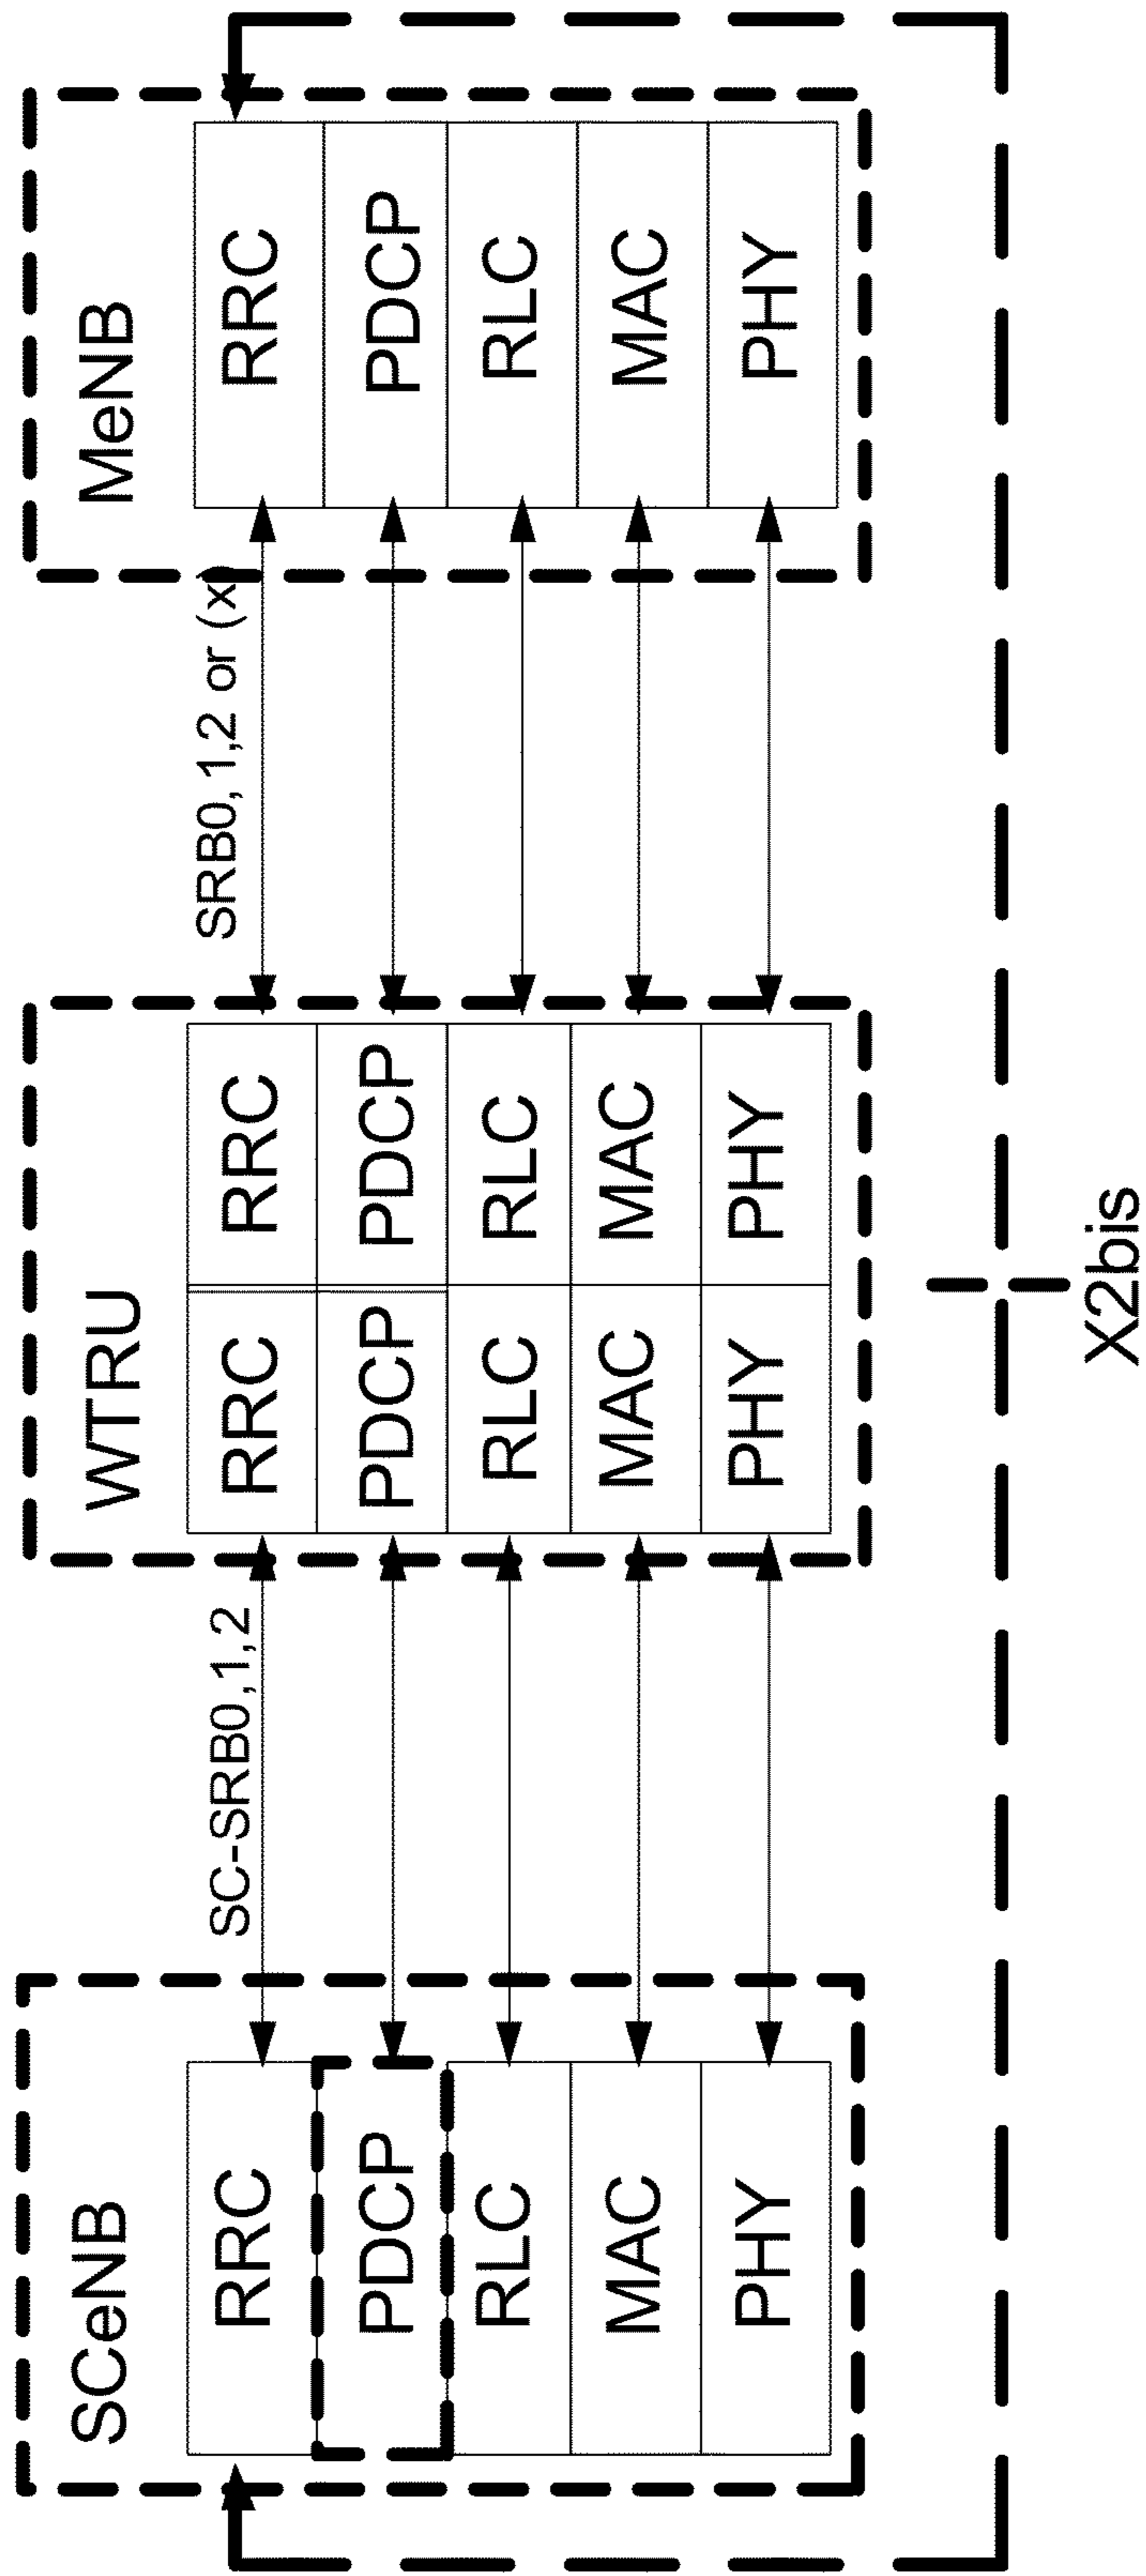 SCeNB
WTRU
MeNB
SC-SRB0,1,2
SRB0, 1,2 or (x)
RRC
RRC
RRC
RRC
PDCP
PDCP
PDCP
PDCP
RLC
RLC
RLC
RLC
MAC
MAC
MAC
MAC
PHY
PHY
PHY
PHY
X2bis